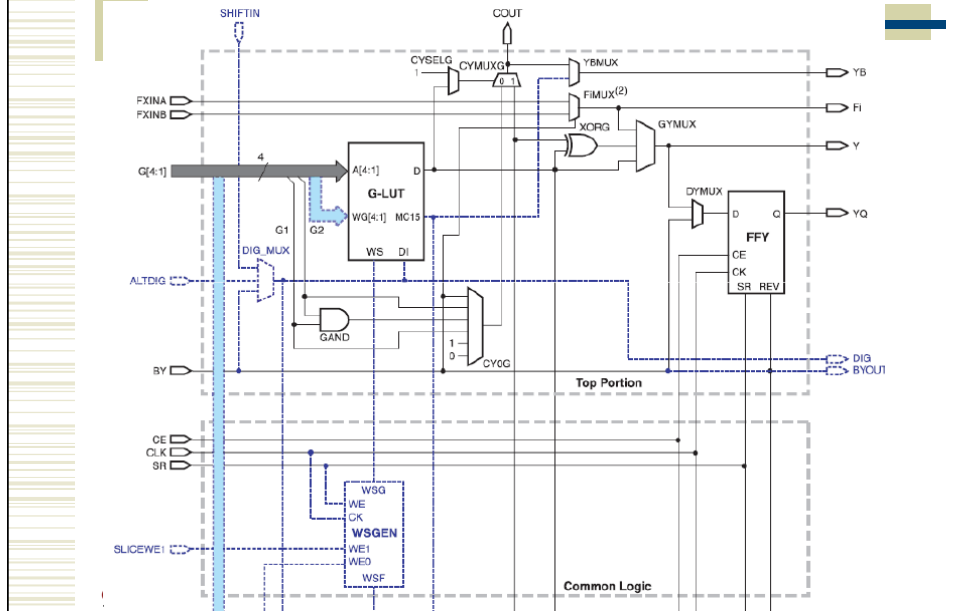 SHIFTIN
COUT
CYSELG
CYMUXG
YBMUX
1
0 1
YB
FXINA
FXINB
FiMUX(2)
Fi
XORG
GYMUX
4
G[4:1]
A[4:1]
D
Y
G-LUT
DYMUX
WG[4:1]
MC15
D
Q
YQ
G1
G2
FFY
WS
DI
DIG_MUX
CE
CK
ALTDIG
SR REV
GAND
1
0
CY0G
DIG
BY
BYOUT
Top Portion
CE
CLK
SR
WSG
WE
CK
WSGEN
SLICEWE1
WE1
WE0
WSF
Common Logic